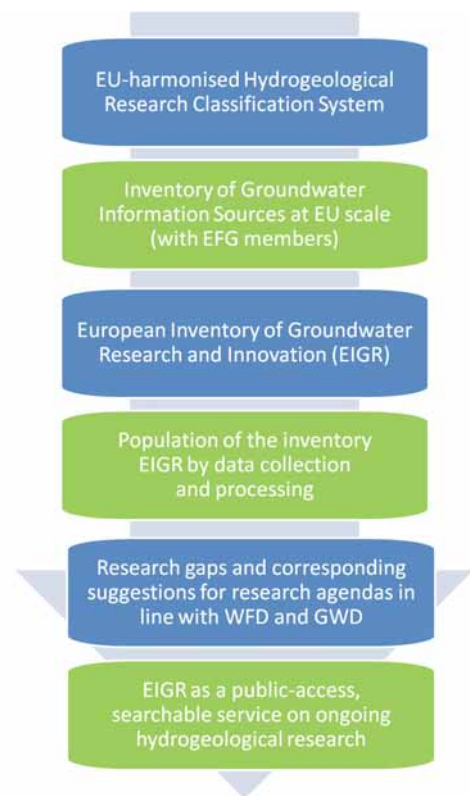 EU-harmonised Hydrogeological
Research Classification System
Inventory of Groundwater
Information Sources at EU scale
(with EFG members)
European Inventory of Groundwater
Research and Innovation (EIGR)
Population of the inventory
EIGR by data collection
and processing
Research gaps and corresponding
suggestions for research agendas in
line with WFD and GWD
EIGR as a public-access,
searchable service on ongoing
hydrogeological research